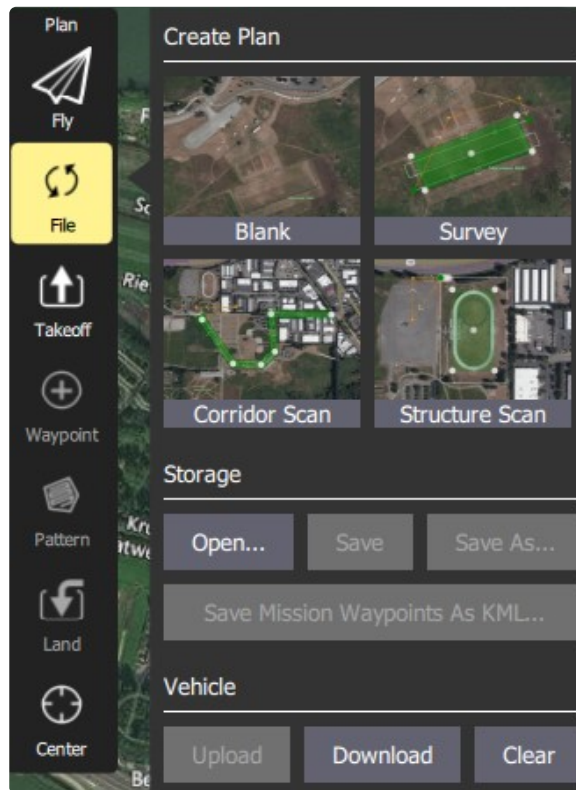 Plan
Fly
File
Takeoff
Waypoint
Pattern
Land
Center
Create Plan
Blank
Survey
Corridor Scan
Structure Scan
Storage
Open...
Save
Save As...
Save Mission Waypoints As KML...
Vehicle
Upload
Download
Clear